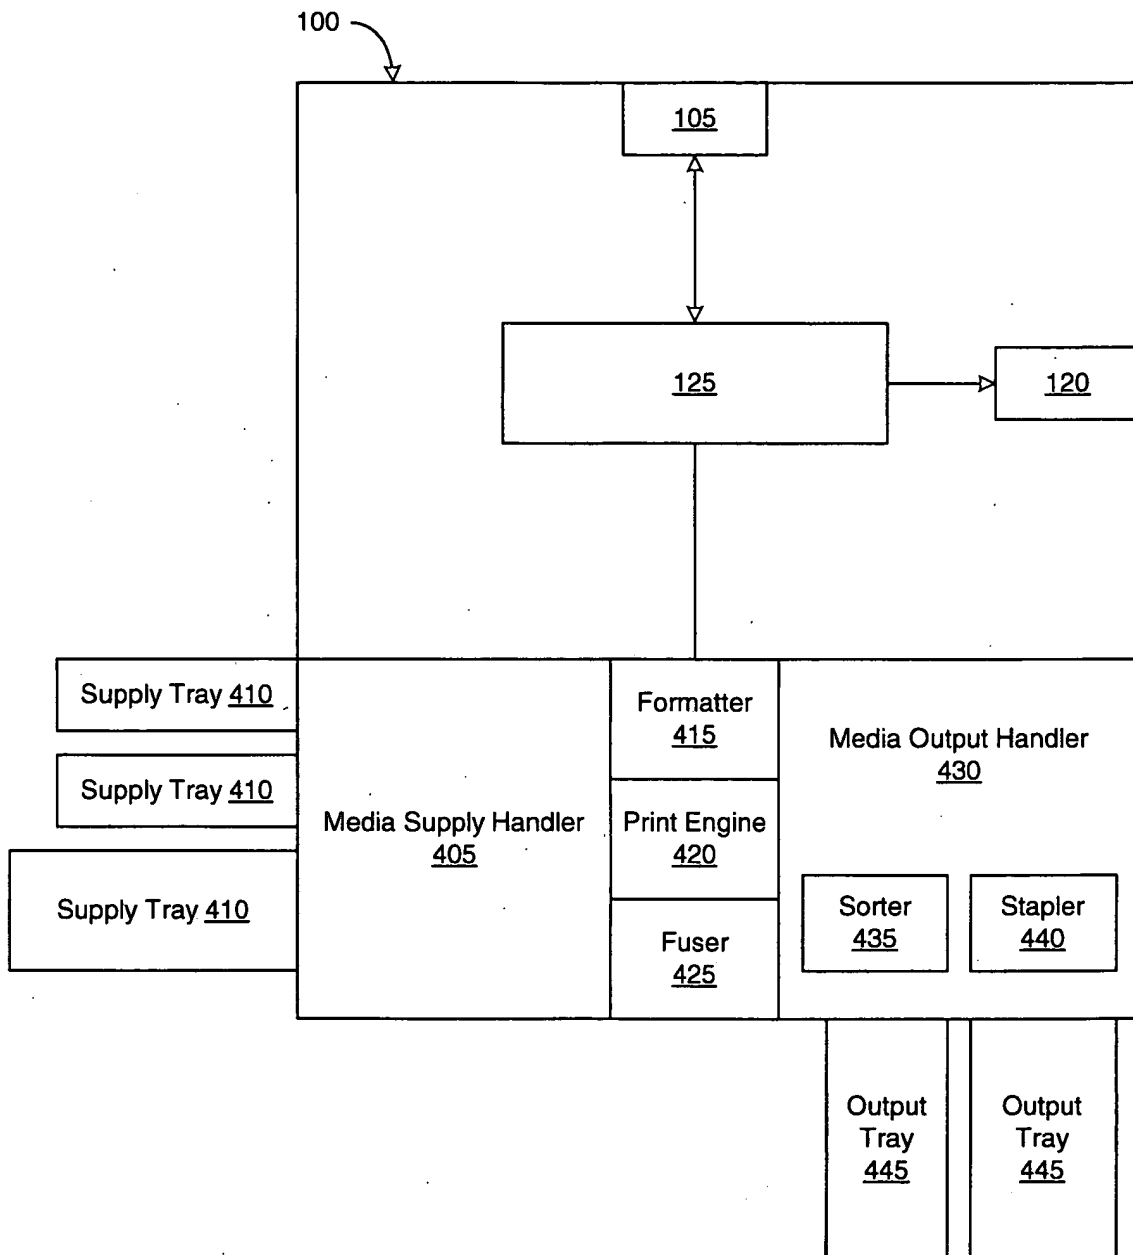 100
105
125
120
Supply Tray 410
Supply Tray 410
Supply Tray 410
Media Supply Handler
405
Formatter
415
Print Engine
420
Fuser
425
Media Output Handler
430
Sorter
435
Stapler
440
Output
Tray
445
Output
Tray
445